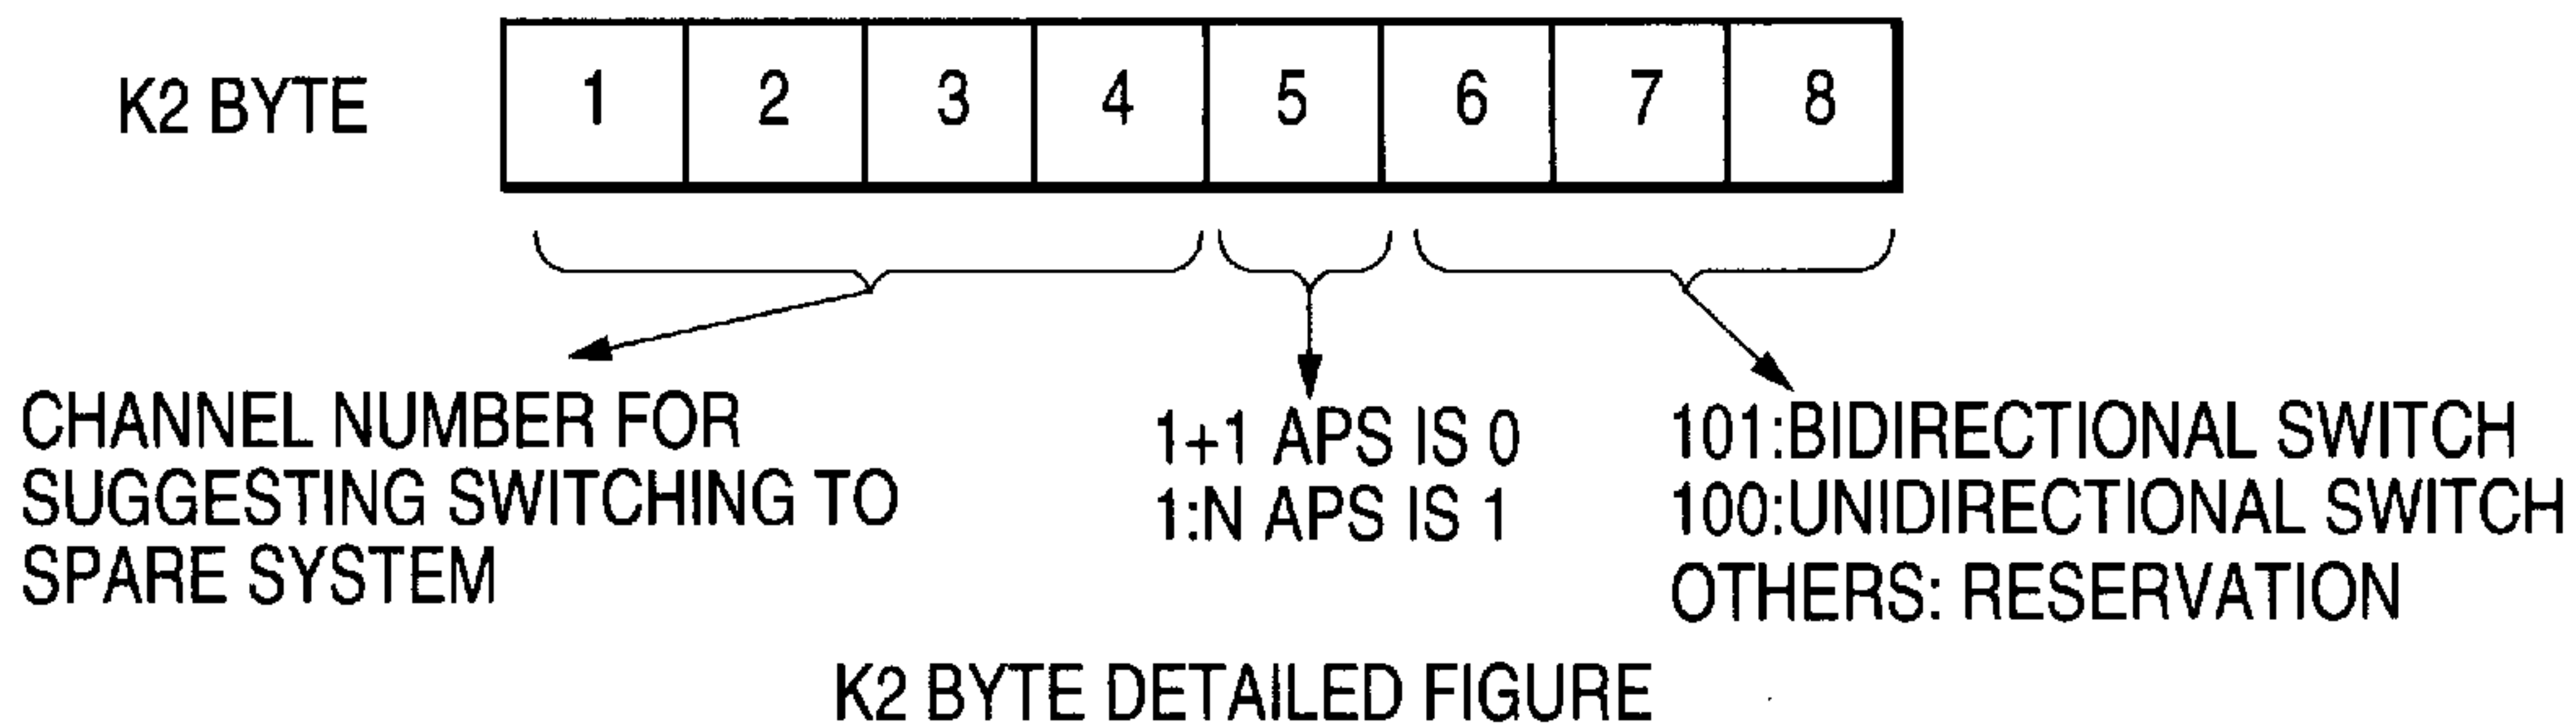 K2 BYTE 1 2 3 4 5 6 7 8
CHANNEL NUMBER FOR
SUGGESTING SWITCHING TO
SPARE SYSTEM
1+1 APS IS 0
1:N APS IS 1
101:BIDIRECTIONAL SWITCH
100:UNIDIRECTIONAL SWITCH
OTHERS: RESERVATION
K2 BYTE DETAILED FIGURE